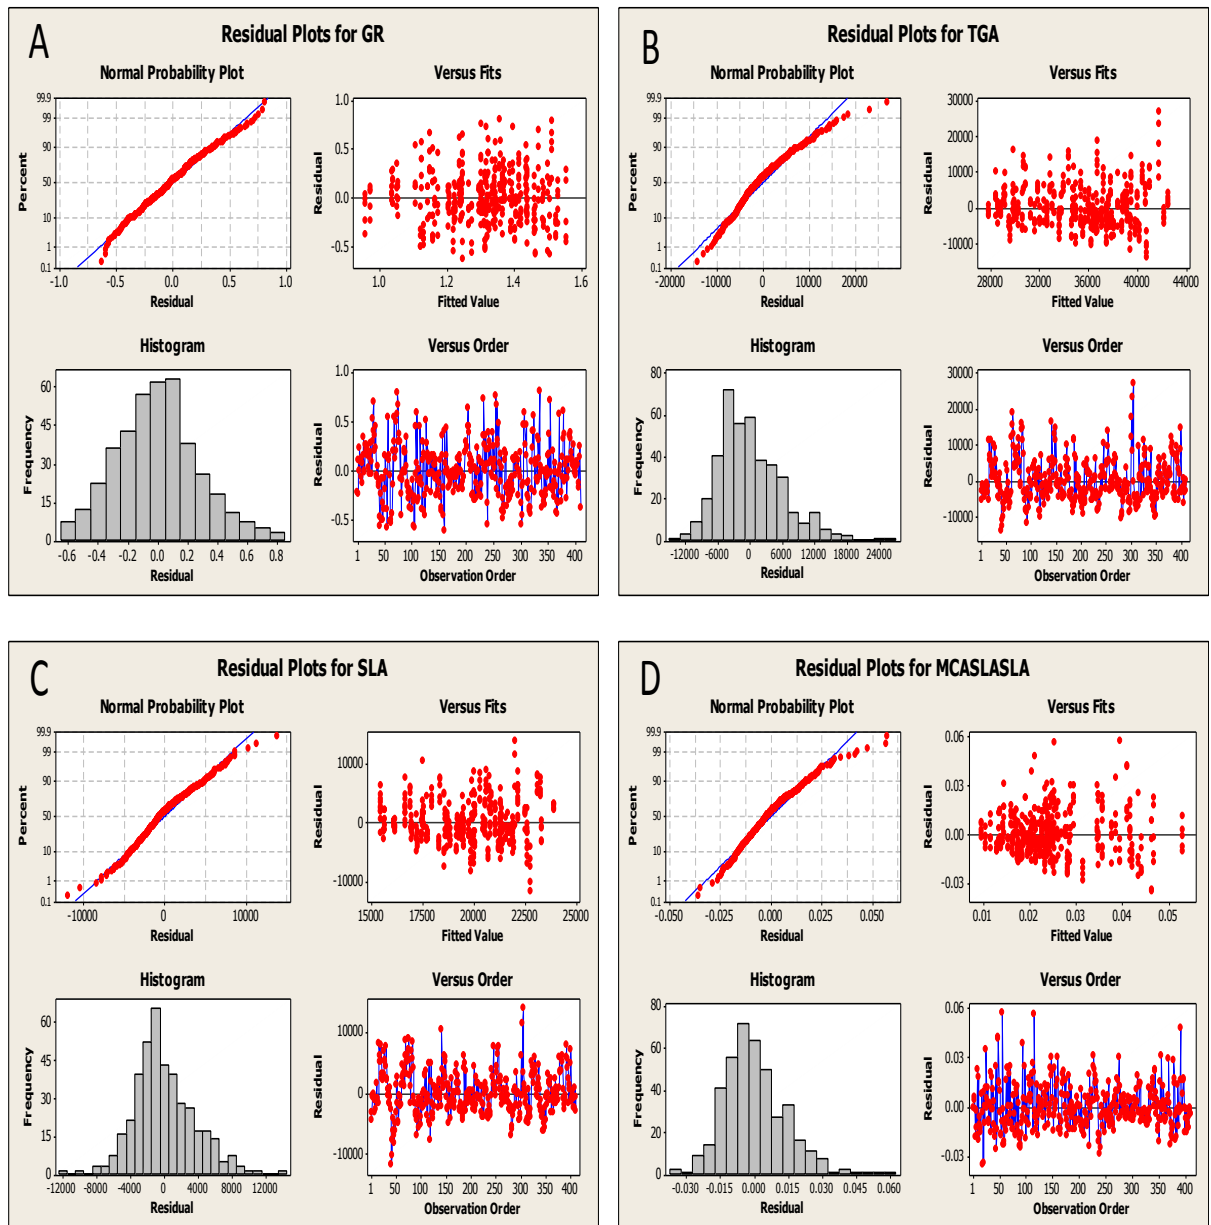 A
Residual Plots for GR
Normal Probability Plot
Versus Fits
99.9
99
90
50
10
1
0.1
Percent
-1.0 -0.5 0.0 0.5 1.0
Residual
1.0
0.5
0.0
-0.5
Residual
1.0 1.2 1.4 1.6
Fitted Value
Histogram
Versus Order
60
45
30
15
0
Frequency
-0.6 -0.4 -0.2 0.0 0.2 0.4 0.6 0.8
Residual
1.0
0.5
0.0
-0.5
Residual
1 50 100 150 200 250 300 350 400
Observation Order
B
Residual Plots for TGA
Normal Probability Plot
Versus Fits
99.9
99
90
50
10
1
0.1
Percent
-20000 -10000 0 10000 20000
Residual
30000
20000
10000
0
-10000
Residual
28000 32000 36000 40000 44000
Fitted Value
Histogram
Versus Order
80
60
40
20
0
Frequency
-12000 -6000 0 6000 12000 18000 24000
Residual
30000
20000
10000
0
-10000
Residual
1 50 100 150 200 250 300 350 400
Observation Order
C
Residual Plots for SLA
Normal Probability Plot
Versus Fits
99.9
99
90
50
10
1
0.1
Percent
-10000 0 10000
Residual
10000
0
-10000
Residual
15000 17500 20000 22500 25000
Fitted Value
Histogram
Versus Order
60
45
30
15
0
Frequency
-12000 -8000 -4000 0 4000 8000 12000
Residual
10000
0
-10000
Residual
1 50 100 150 200 250 300 350 400
Observation Order
D
Residual Plots for MCASLASLA
Normal Probability Plot
Versus Fits
99.9
99
90
50
10
1
0.1
Percent
-0.050 -0.025 0.000 0.025 0.050
Residual
0.06
0.03
0.00
-0.03
Residual
0.01 0.02 0.03 0.04 0.05
Fitted Value
Histogram
Versus Order
80
60
40
20
0
Frequency
-0.030 -0.015 0.000 0.015 0.030 0.045 0.060
Residual
0.06
0.03
0.00
-0.03
Residual
1 50 100 150 200 250 300 350 400
Observation Order